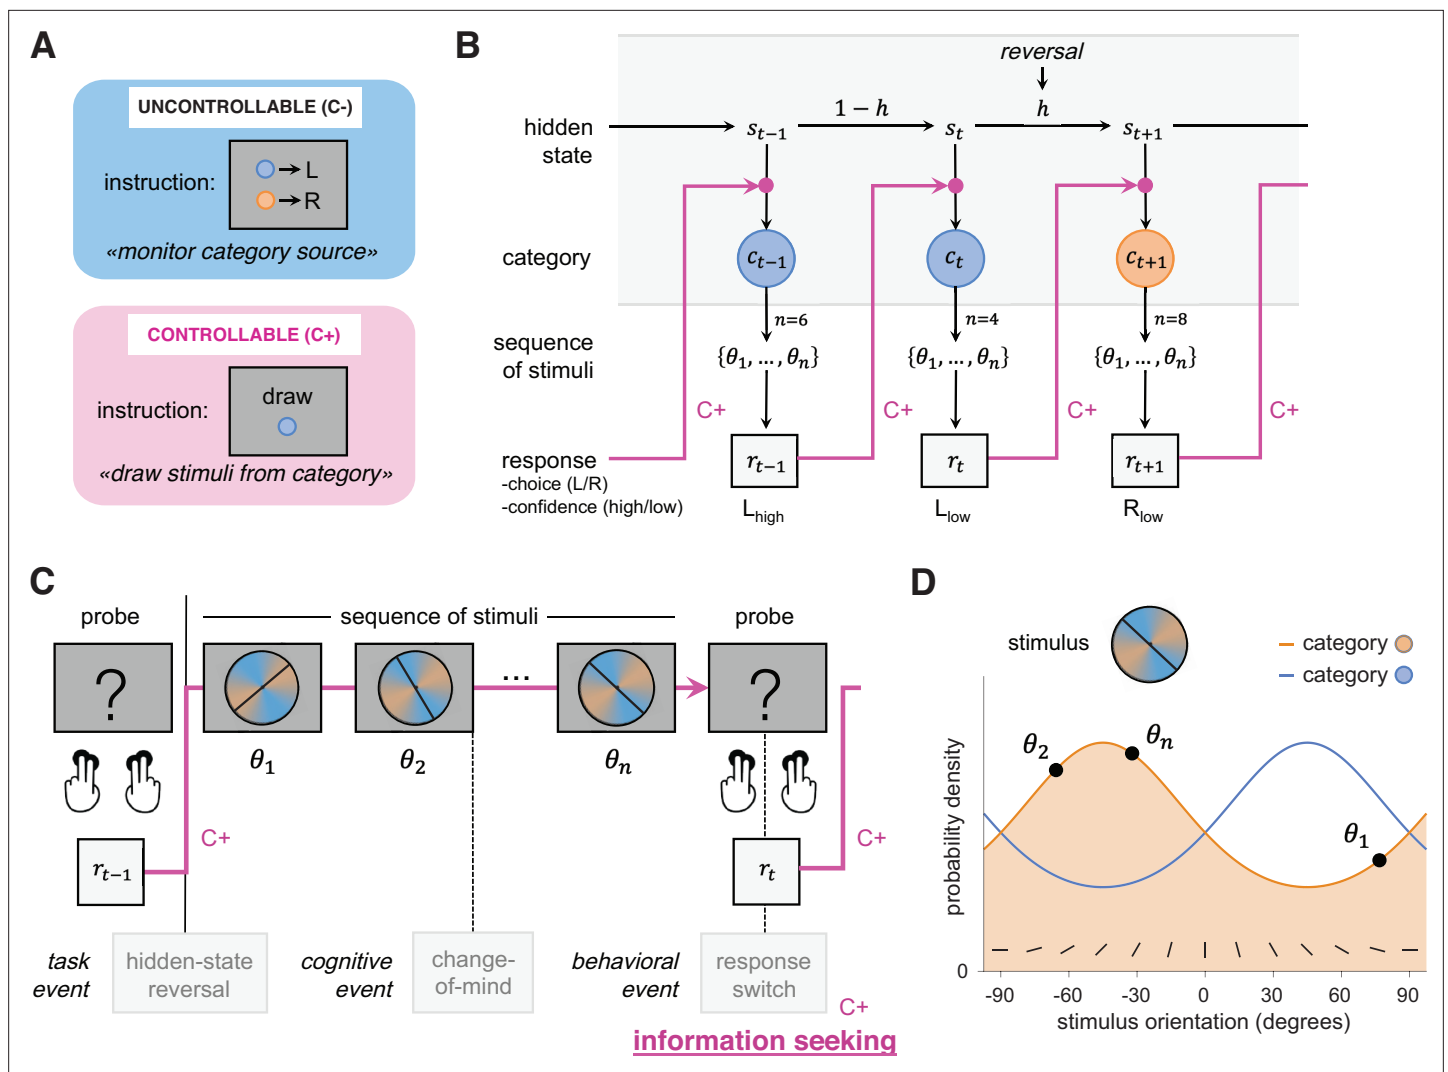 A
UNCONTROLLABLE (C-)
instruction:
L
R
«monitor category source»
CONTROLLABLE (C+)
instruction:
draw
«draw stimuli from category»
B
reversal
hidden state
s_{t−1}
1 − h
s_t
h
s_{t+1}
category
c_{t−1}
c_t
c_{t+1}
n=6
n=4
n=8
sequence of stimuli
{θ_1, ..., θ_n}
{θ_1, ..., θ_n}
{θ_1, ..., θ_n}
C+
C+
C+
C+
response
-choice (L/R)
-confidence (high/low)
r_{t−1}
r_t
r_{t+1}
L_high
L_low
R_low
C
probe
sequence of stimuli
probe
?
...
?
θ_1
θ_2
θ_n
C+
C+
r_{t−1}
r_t
task event
hidden-state reversal
cognitive event
change-of-mind
behavioral event
response switch
C+
information seeking
D
stimulus
category
category
probability density
θ_2
θ_n
θ_1
0
-90
-60
-30
0
30
60
90
stimulus orientation (degrees)